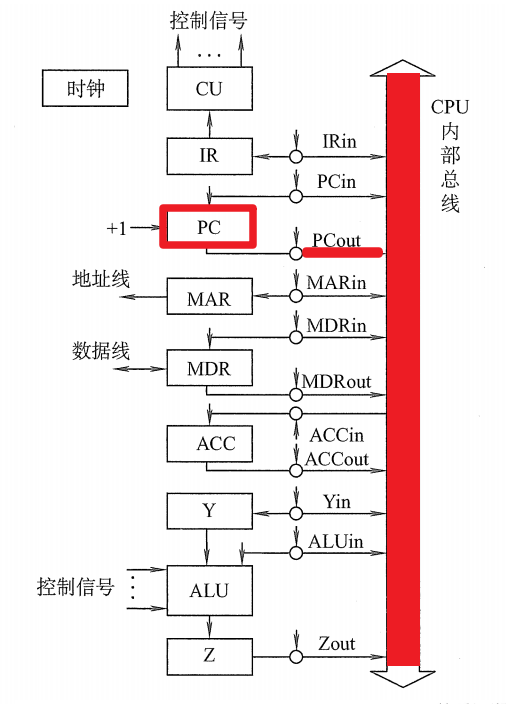 控制信号
...
CU
时钟
CPU
内
部
总
线
IR
IRin
PCin
+1
PC
PCout
地址线
MAR
MARin
MDRin
数据线
MDR
MDRout
ACC
ACCin
ACCout
Y
Yin
ALUin
控制信号
ALU
Z
Zout